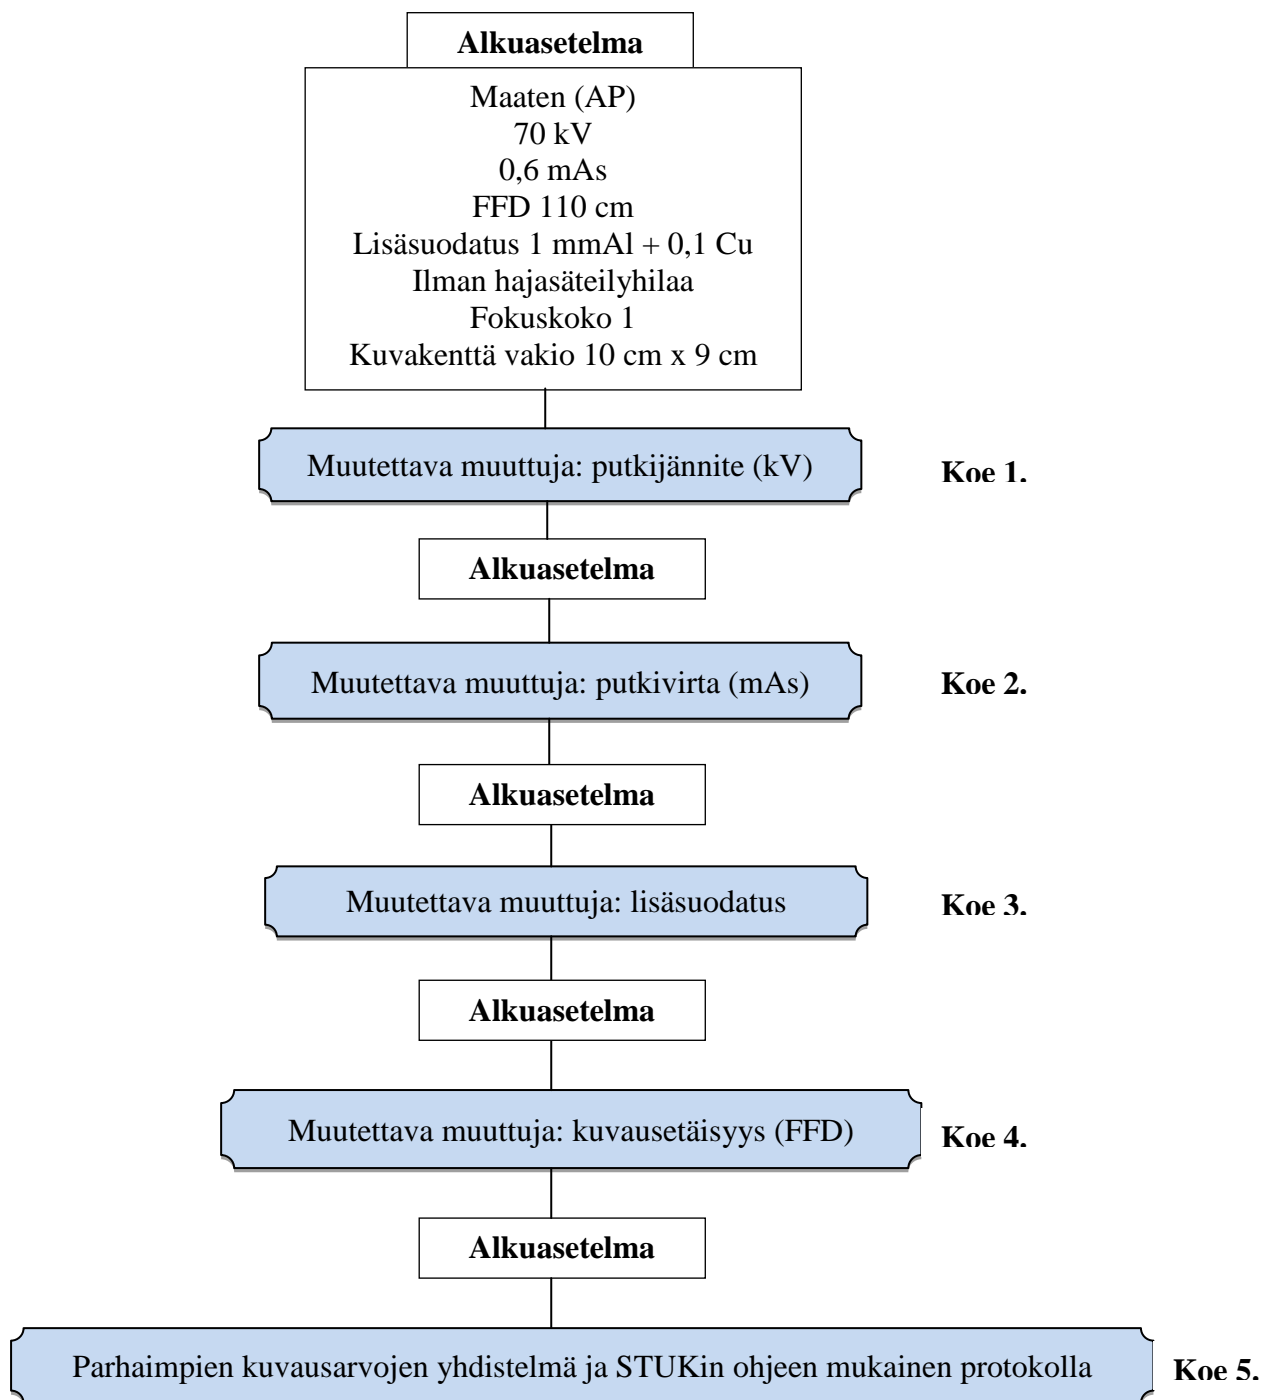 Alkuasetelma
Maaten (AP)
70 kV
0,6 mAs
FFD 110 cm
Lisäsuodatus 1 mmAl + 0,1 Cu
Ilman hajasäteilyhilaa
Fokuskoko 1
Kuvakenttä vakio 10 cm x 9 cm
Muutettava muuttuja: putkijännite (kV)
Koe 1.
Alkuasetelma
Muutettava muuttuja: putkivirta (mAs)
Koe 2.
Alkuasetelma
Muutettava muuttuja: lisäsuodatus
Koe 3.
Alkuasetelma
Muutettava muuttuja: kuvausetäisyys (FFD)
Koe 4.
Alkuasetelma
Parhaimpien kuvausarvojen yhdistelmä ja STUKin ohjeen mukainen protokolla
Koe 5.